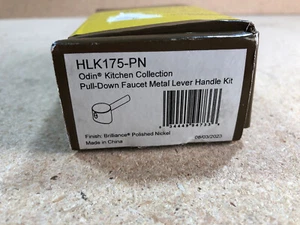 HLK175-PN
Odin® Kitchen Collection
Pull-Down Faucet Metal Lever Handle Kit
Finish: Brilliance® Polished Nickel
Made in China
09/03/2023